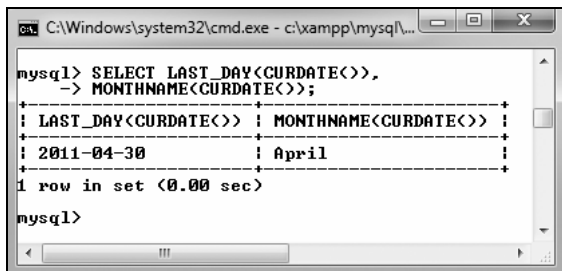 C:\Windows\system32\cmd.exe - c:\xampp\mysql\...
mysql> SELECT LAST_DAY(CURDATE()),
    -> MONTHNAME(CURDATE());
+---------------------+----------------------+
| LAST_DAY(CURDATE()) | MONTHNAME(CURDATE()) |
+---------------------+----------------------+
| 2011-04-30          | April                |
+---------------------+----------------------+
1 row in set (0.00 sec)
mysql>